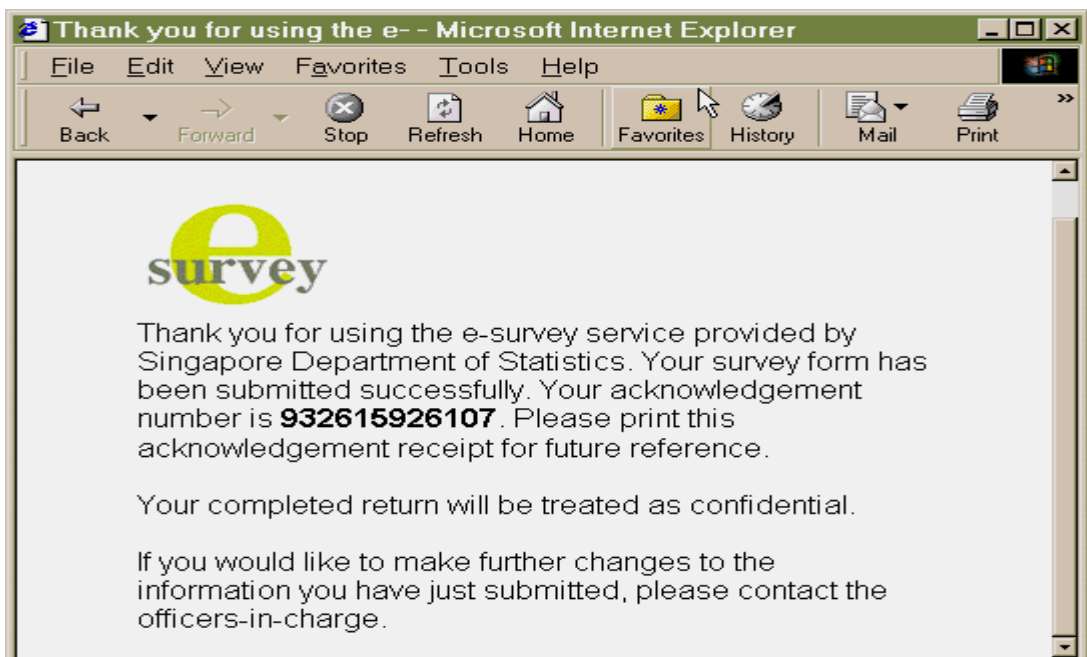 Thank you for using the e- - Microsoft Internet Explorer
File Edit View Favorites Tools Help
Back Forward Stop Refresh Home Favorites History Mail Print »
e
survey
Thank you for using the e-survey service provided by
Singapore Department of Statistics. Your survey form has
been submitted successfully. Your acknowledgement
number is 932615926107. Please print this
acknowledgement receipt for future reference.
Your completed return will be treated as confidential.
If you would like to make further changes to the
information you have just submitted, please contact the
officers-in-charge.